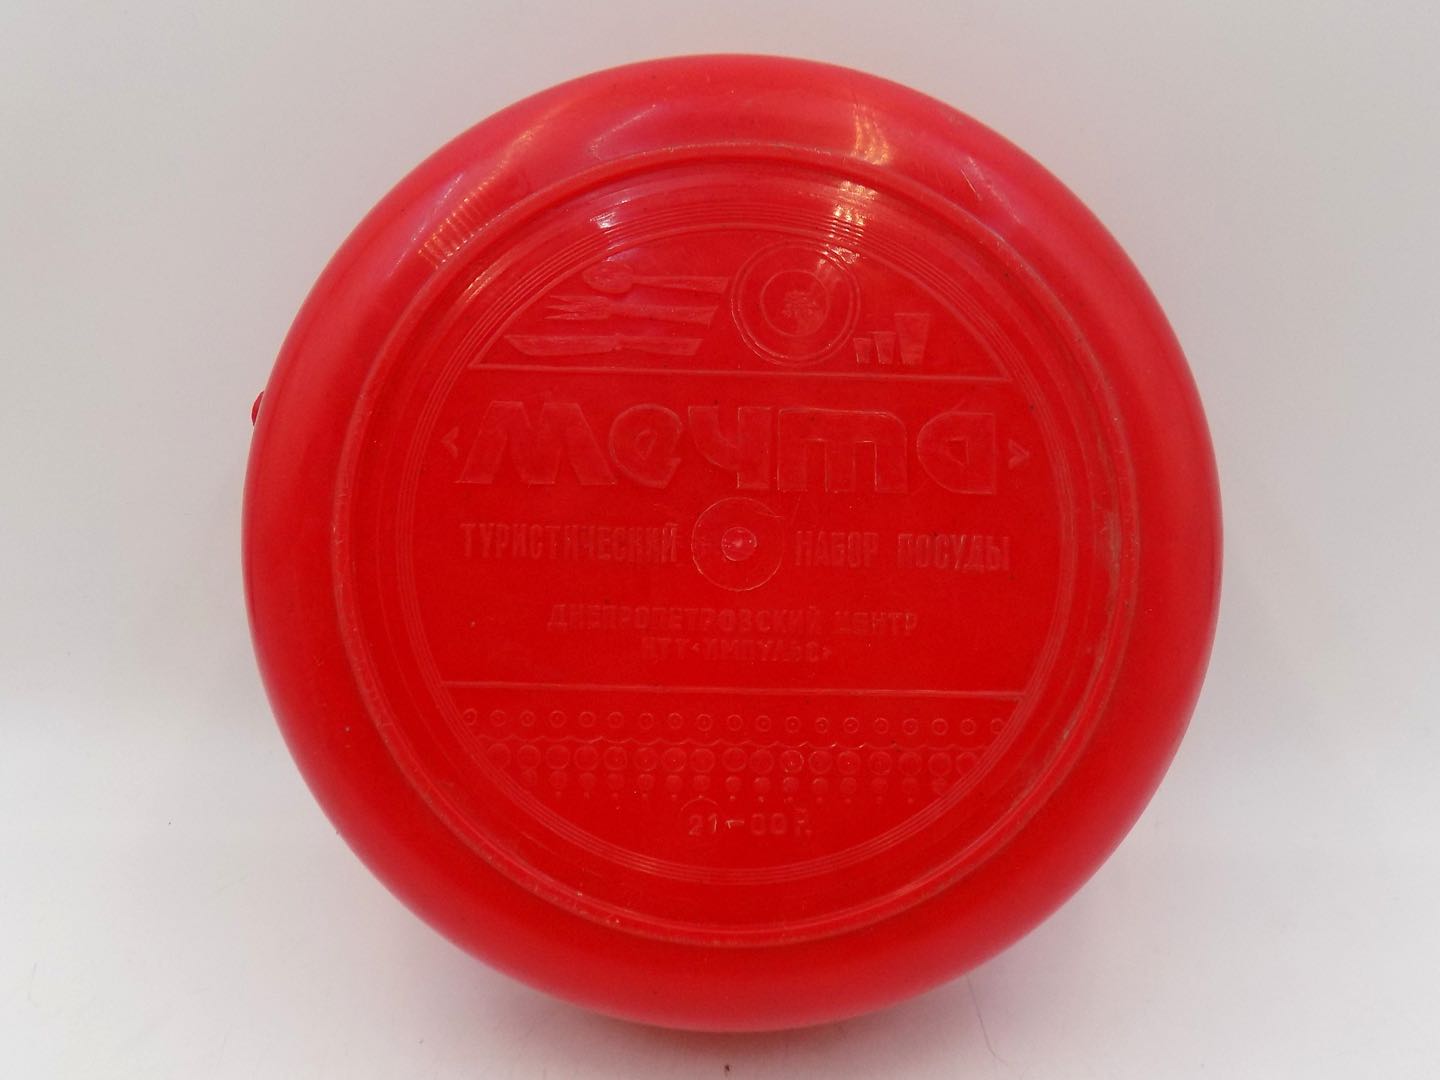 <Мечта>
ТУРИСТИЧЕСКИЙ НАБОР ПОСУДЫ
ДНЕПРОПЕТРОВСКИЙ ЦЕНТР
НТТ <ИМПУЛЬС>
21-00 Г.